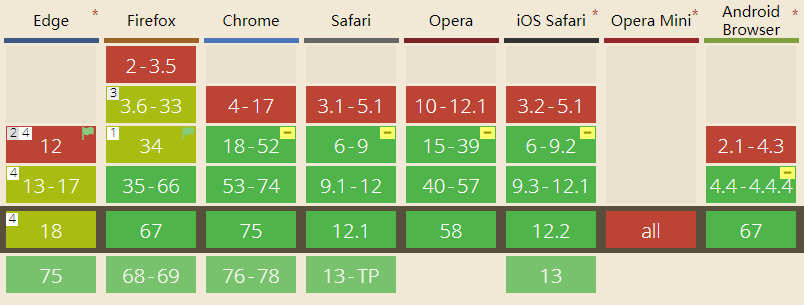 Edge * Firefox Chrome Safari Opera iOS Safari * Opera Mini * Android Browser *
2-3.5
3 3.6-33 4-17 3.1-5.1 10-12.1 3.2-5.1
2 4 12 1 34 18-52 6-9 15-39 6-9.2 2.1-4.3
4 13-17 35-66 53-74 9.1-12 40-57 9.3-12.1 4.4-4.4.4
4 18 67 75 12.1 58 12.2 all 67
75 68-69 76-78 13-TP 13